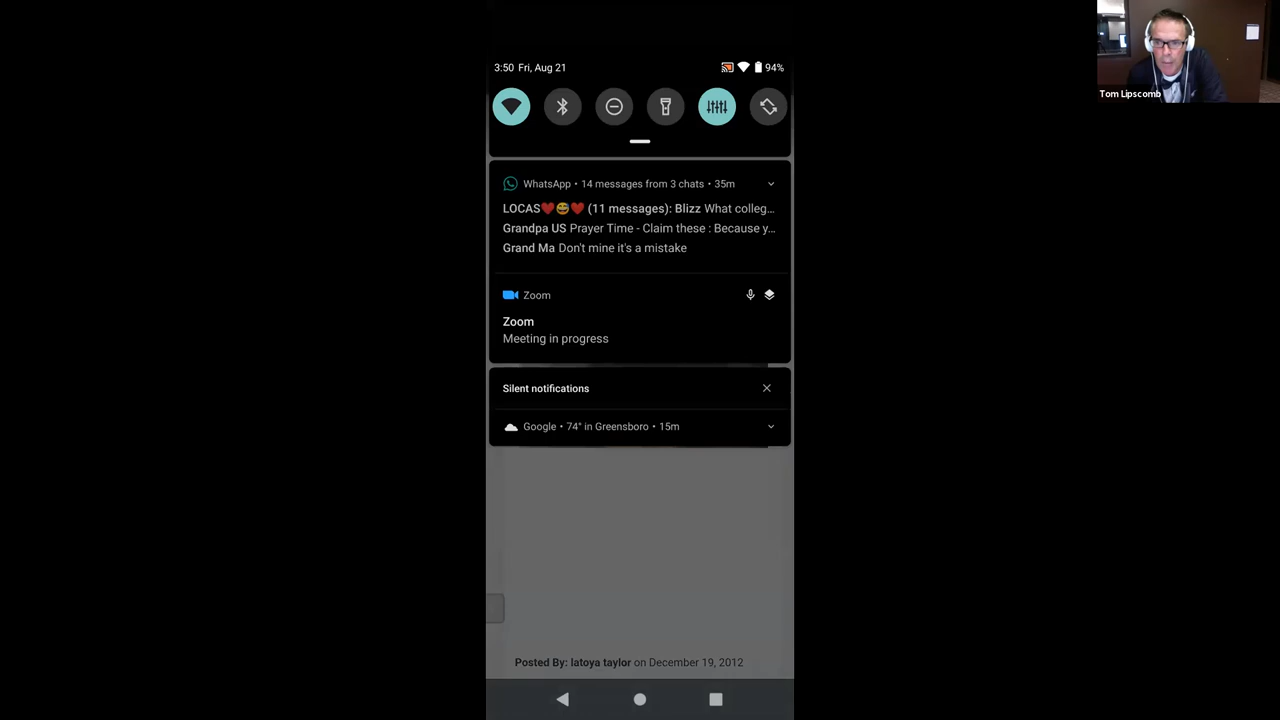 3:50 Fri, Aug 21
94%
WhatsApp • 14 messages from 3 chats • 35m
LOCAS❤️😅❤️ (11 messages): Blizz What colleg...
Grandpa US Prayer Time - Claim these : Because y...
Grand Ma Don't mine it's a mistake
Zoom
Zoom
Meeting in progress
Silent notifications
Google • 74° in Greensboro • 15m
Posted By: latoya taylor on December 19, 2012
Tom Lipscomb